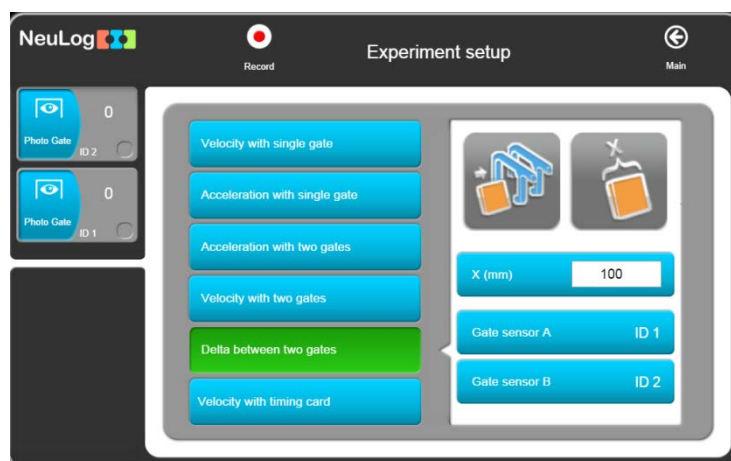 NeuLog
Record
Experiment setup
Main
0
Photo Gate
ID 2
0
Photo Gate
ID 1
Velocity with single gate
Acceleration with single gate
Acceleration with two gates
Velocity with two gates
Delta between two gates
Velocity with timing card
X
X (mm) 100
Gate sensor A ID 1
Gate sensor B ID 2